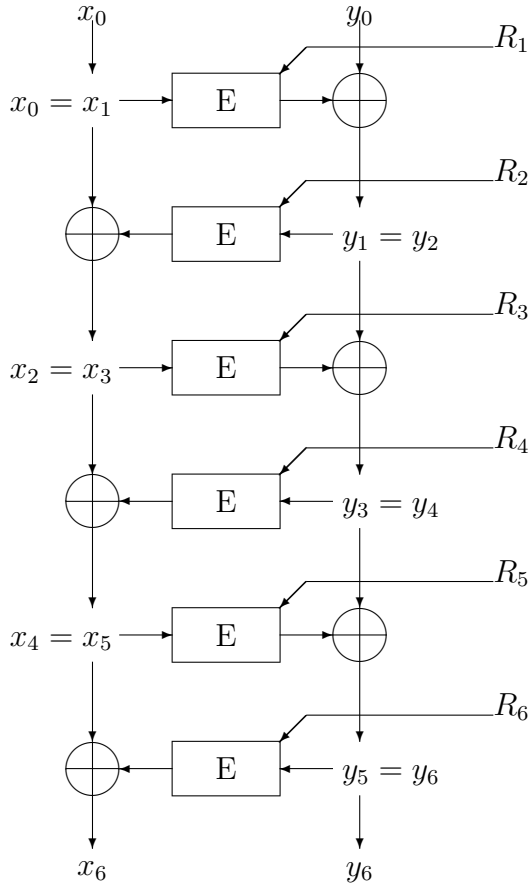 x₀ y₀
R₁
x₀ = x₁ E
R₂
E y₁ = y₂
R₃
x₂ = x₃ E
R₄
E y₃ = y₄
R₅
x₄ = x₅ E
R₆
E y₅ = y₆
x₆ y₆